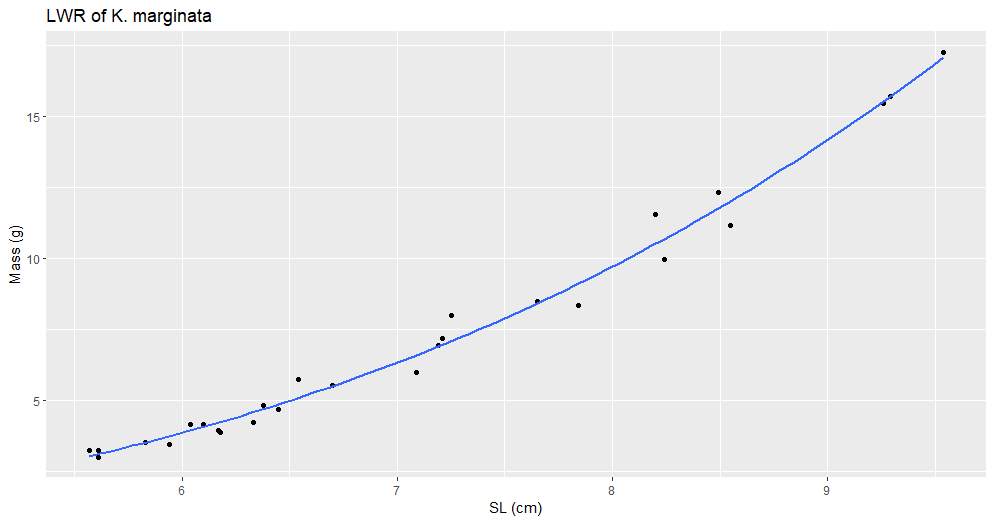 LWR of K. marginata
15
10
5
Mass (g)
6 7 8 9
SL (cm)